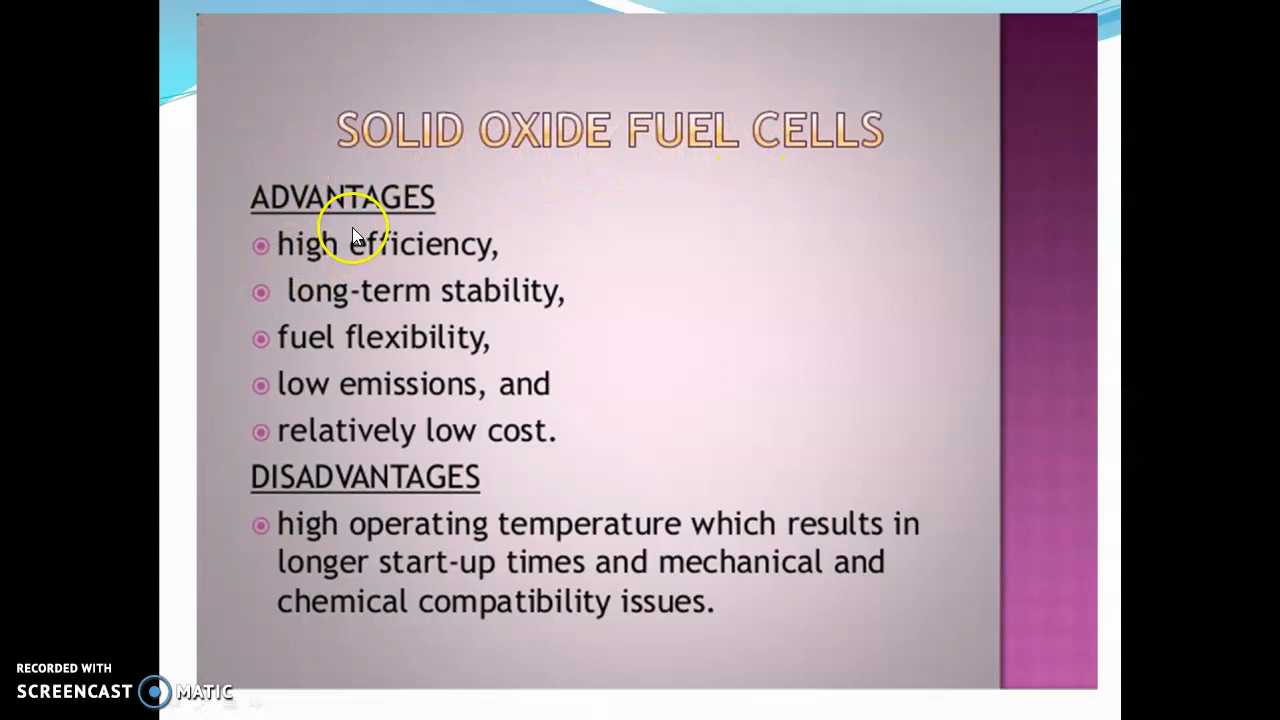 SOLID OXIDE FUEL CELLS
ADVANTAGES
high efficiency,
long-term stability,
fuel flexibility,
low emissions, and
relatively low cost.
DISADVANTAGES
high operating temperature which results in
longer start-up times and mechanical and
chemical compatibility issues.
RECORDED WITH
SCREENCAST MATIC